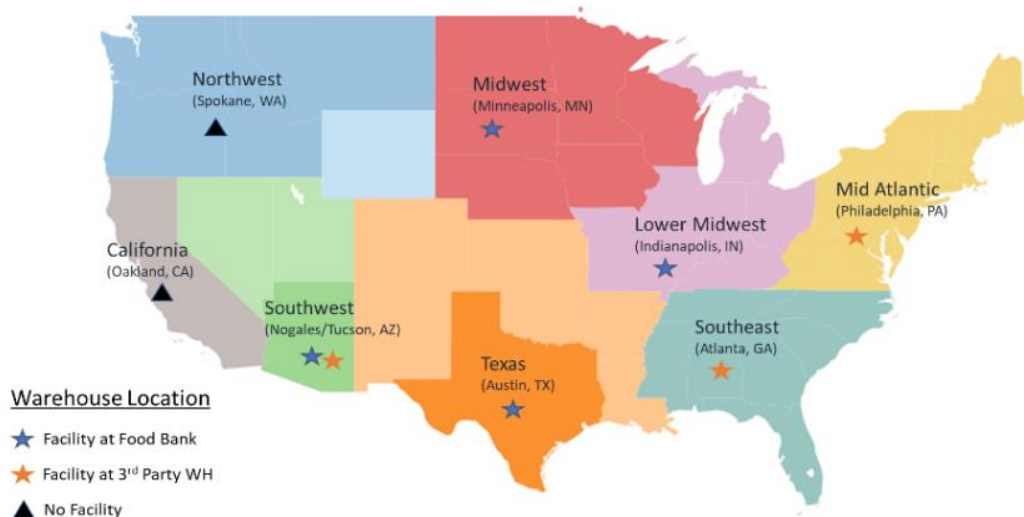 Northwest
(Spokane, WA)
Midwest
(Minneapolis, MN)
Mid Atlantic
(Philadelphia, PA)
Lower Midwest
(Indianapolis, IN)
California
(Oakland, CA)
Southwest
(Nogales/Tucson, AZ)
Southeast
(Atlanta, GA)
Texas
(Austin, TX)
Warehouse Location
Facility at Food Bank
Facility at 3rd Party WH
No Facility